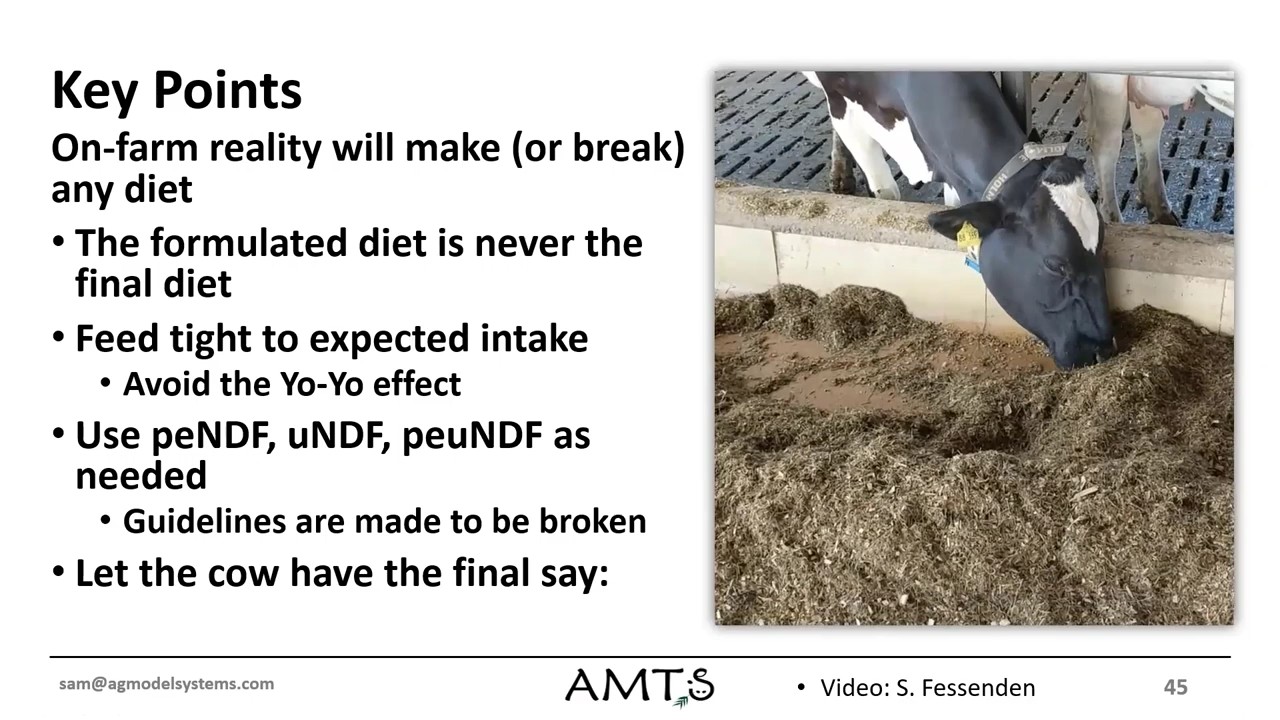 Key Points
On-farm reality will make (or break)
any diet
• The formulated diet is never the
final diet
• Feed tight to expected intake
• Avoid the Yo-Yo effect
• Use peNDF, uNDF, peuNDF as
needed
• Guidelines are made to be broken
• Let the cow have the final say:
sam@agmodelsystems.com
AMTS
• Video: S. Fessenden
45